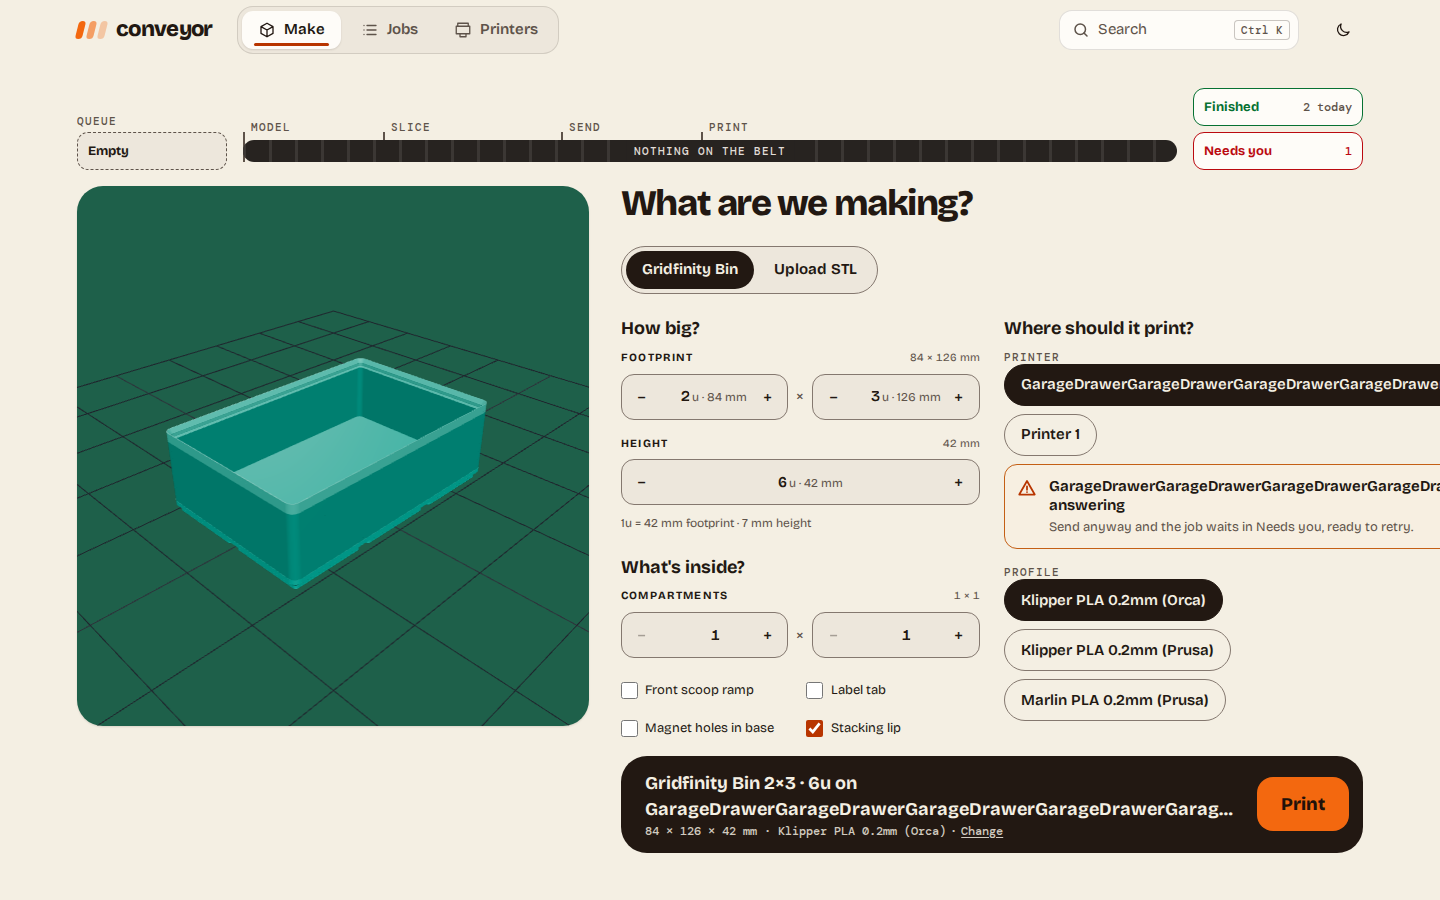 conveyor
Make
Jobs
Printers
Search
Ctrl K
QUEUE
Empty
MODEL
SLICE
SEND
PRINT
NOTHING ON THE BELT
Finished 2 today
Needs you 1
What are we making?
Gridfinity Bin
Upload STL
How big?
FOOTPRINT 84 × 126 mm
− 2 u · 84 mm + × − 3 u · 126 mm +
HEIGHT 42 mm
− 6 u · 42 mm +
1u = 42 mm footprint · 7 mm height
What's inside?
COMPARTMENTS 1 × 1
− 1 + × − 1 +
Front scoop ramp
Label tab
Magnet holes in base
Stacking lip
Where should it print?
PRINTER
GarageDrawerGarageDrawerGarageDrawerGarageDrawer
Printer 1
GarageDrawerGarageDrawerGarageDrawerGarageDra
answering
Send anyway and the job waits in Needs you, ready to retry.
PROFILE
Klipper PLA 0.2mm (Orca)
Klipper PLA 0.2mm (Prusa)
Marlin PLA 0.2mm (Prusa)
Gridfinity Bin 2×3 · 6u on
GarageDrawerGarageDrawerGarageDrawerGarageDrawerGarag...
84 × 126 × 42 mm · Klipper PLA 0.2mm (Orca) · Change
Print